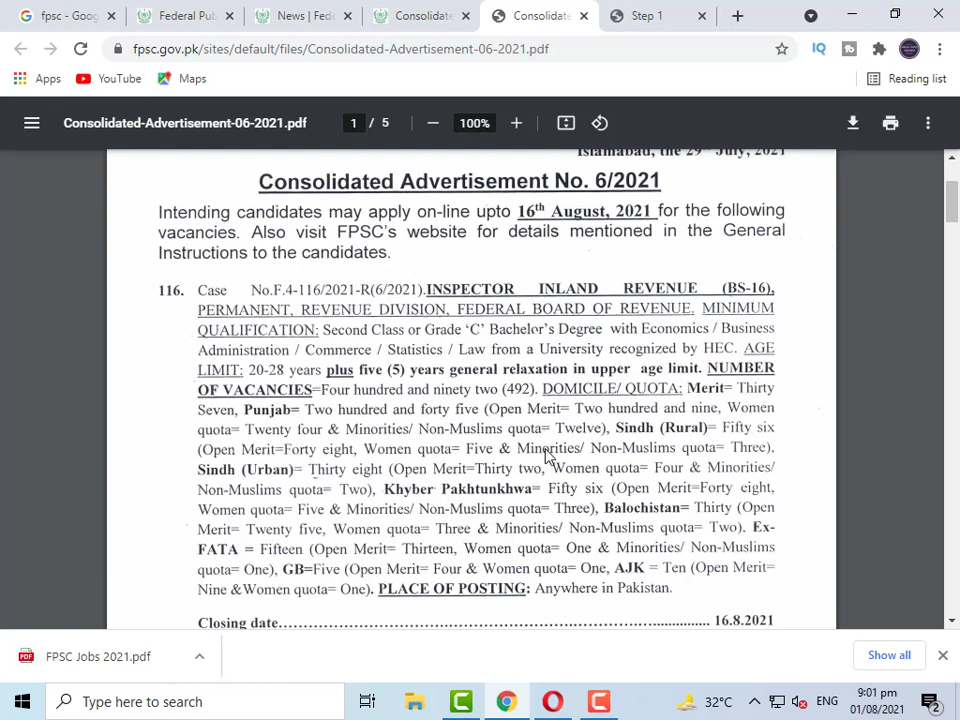 fpsc - Goog
Federal Pub
News | Fede
Consolidate
Consolidate
Step 1
fpsc.gov.pk/sites/default/files/Consolidated-Advertisement-06-2021.pdf
IQ
Apps
YouTube
Maps
Reading list
Consolidated-Advertisement-06-2021.pdf
1 / 5
100%
Islamabad, the 29th July, 2021
Consolidated Advertisement No. 6/2021
Intending candidates may apply on-line upto 16th August, 2021 for the following
vacancies. Also visit FPSC's website for details mentioned in the General
Instructions to the candidates.
116. Case No.F.4-116/2021-R(6/2021).INSPECTOR INLAND REVENUE (BS-16),
PERMANENT, REVENUE DIVISION, FEDERAL BOARD OF REVENUE. MINIMUM
QUALIFICATION: Second Class or Grade 'C' Bachelor's Degree with Economics / Business
Administration / Commerce / Statistics / Law from a University recognized by HEC. AGE
LIMIT: 20-28 years plus five (5) years general relaxation in upper age limit. NUMBER
OF VACANCIES=Four hundred and ninety two (492). DOMICILE/ QUOTA: Merit= Thirty
Seven, Punjab= Two hundred and forty five (Open Merit= Two hundred and nine, Women
quota= Twenty four & Minorities/ Non-Muslims quota= Twelve), Sindh (Rural)= Fifty six
(Open Merit=Forty eight, Women quota= Five & Minorities/ Non-Muslims quota= Three),
Sindh (Urban)= Thirty eight (Open Merit=Thirty two, Women quota= Four & Minorities/
Non-Muslims quota= Two), Khyber Pakhtunkhwa= Fifty six (Open Merit=Forty eight,
Women quota= Five & Minorities/ Non-Muslims quota= Three), Balochistan= Thirty (Open
Merit= Twenty five, Women quota= Three & Minorities/ Non-Muslims quota= Two), Ex-
FATA = Fifteen (Open Merit= Thirteen, Women quota= One & Minorities/ Non-Muslims
quota= One), GB=Five (Open Merit= Four & Women quota= One, AJK = Ten (Open Merit=
Nine &Women quota= One). PLACE OF POSTING: Anywhere in Pakistan.
Closing date.................................................................. 16.8.2021
FPSC Jobs 2021.pdf
Show all
Type here to search
32°C
ENG
9:01 pm
01/08/2021
2